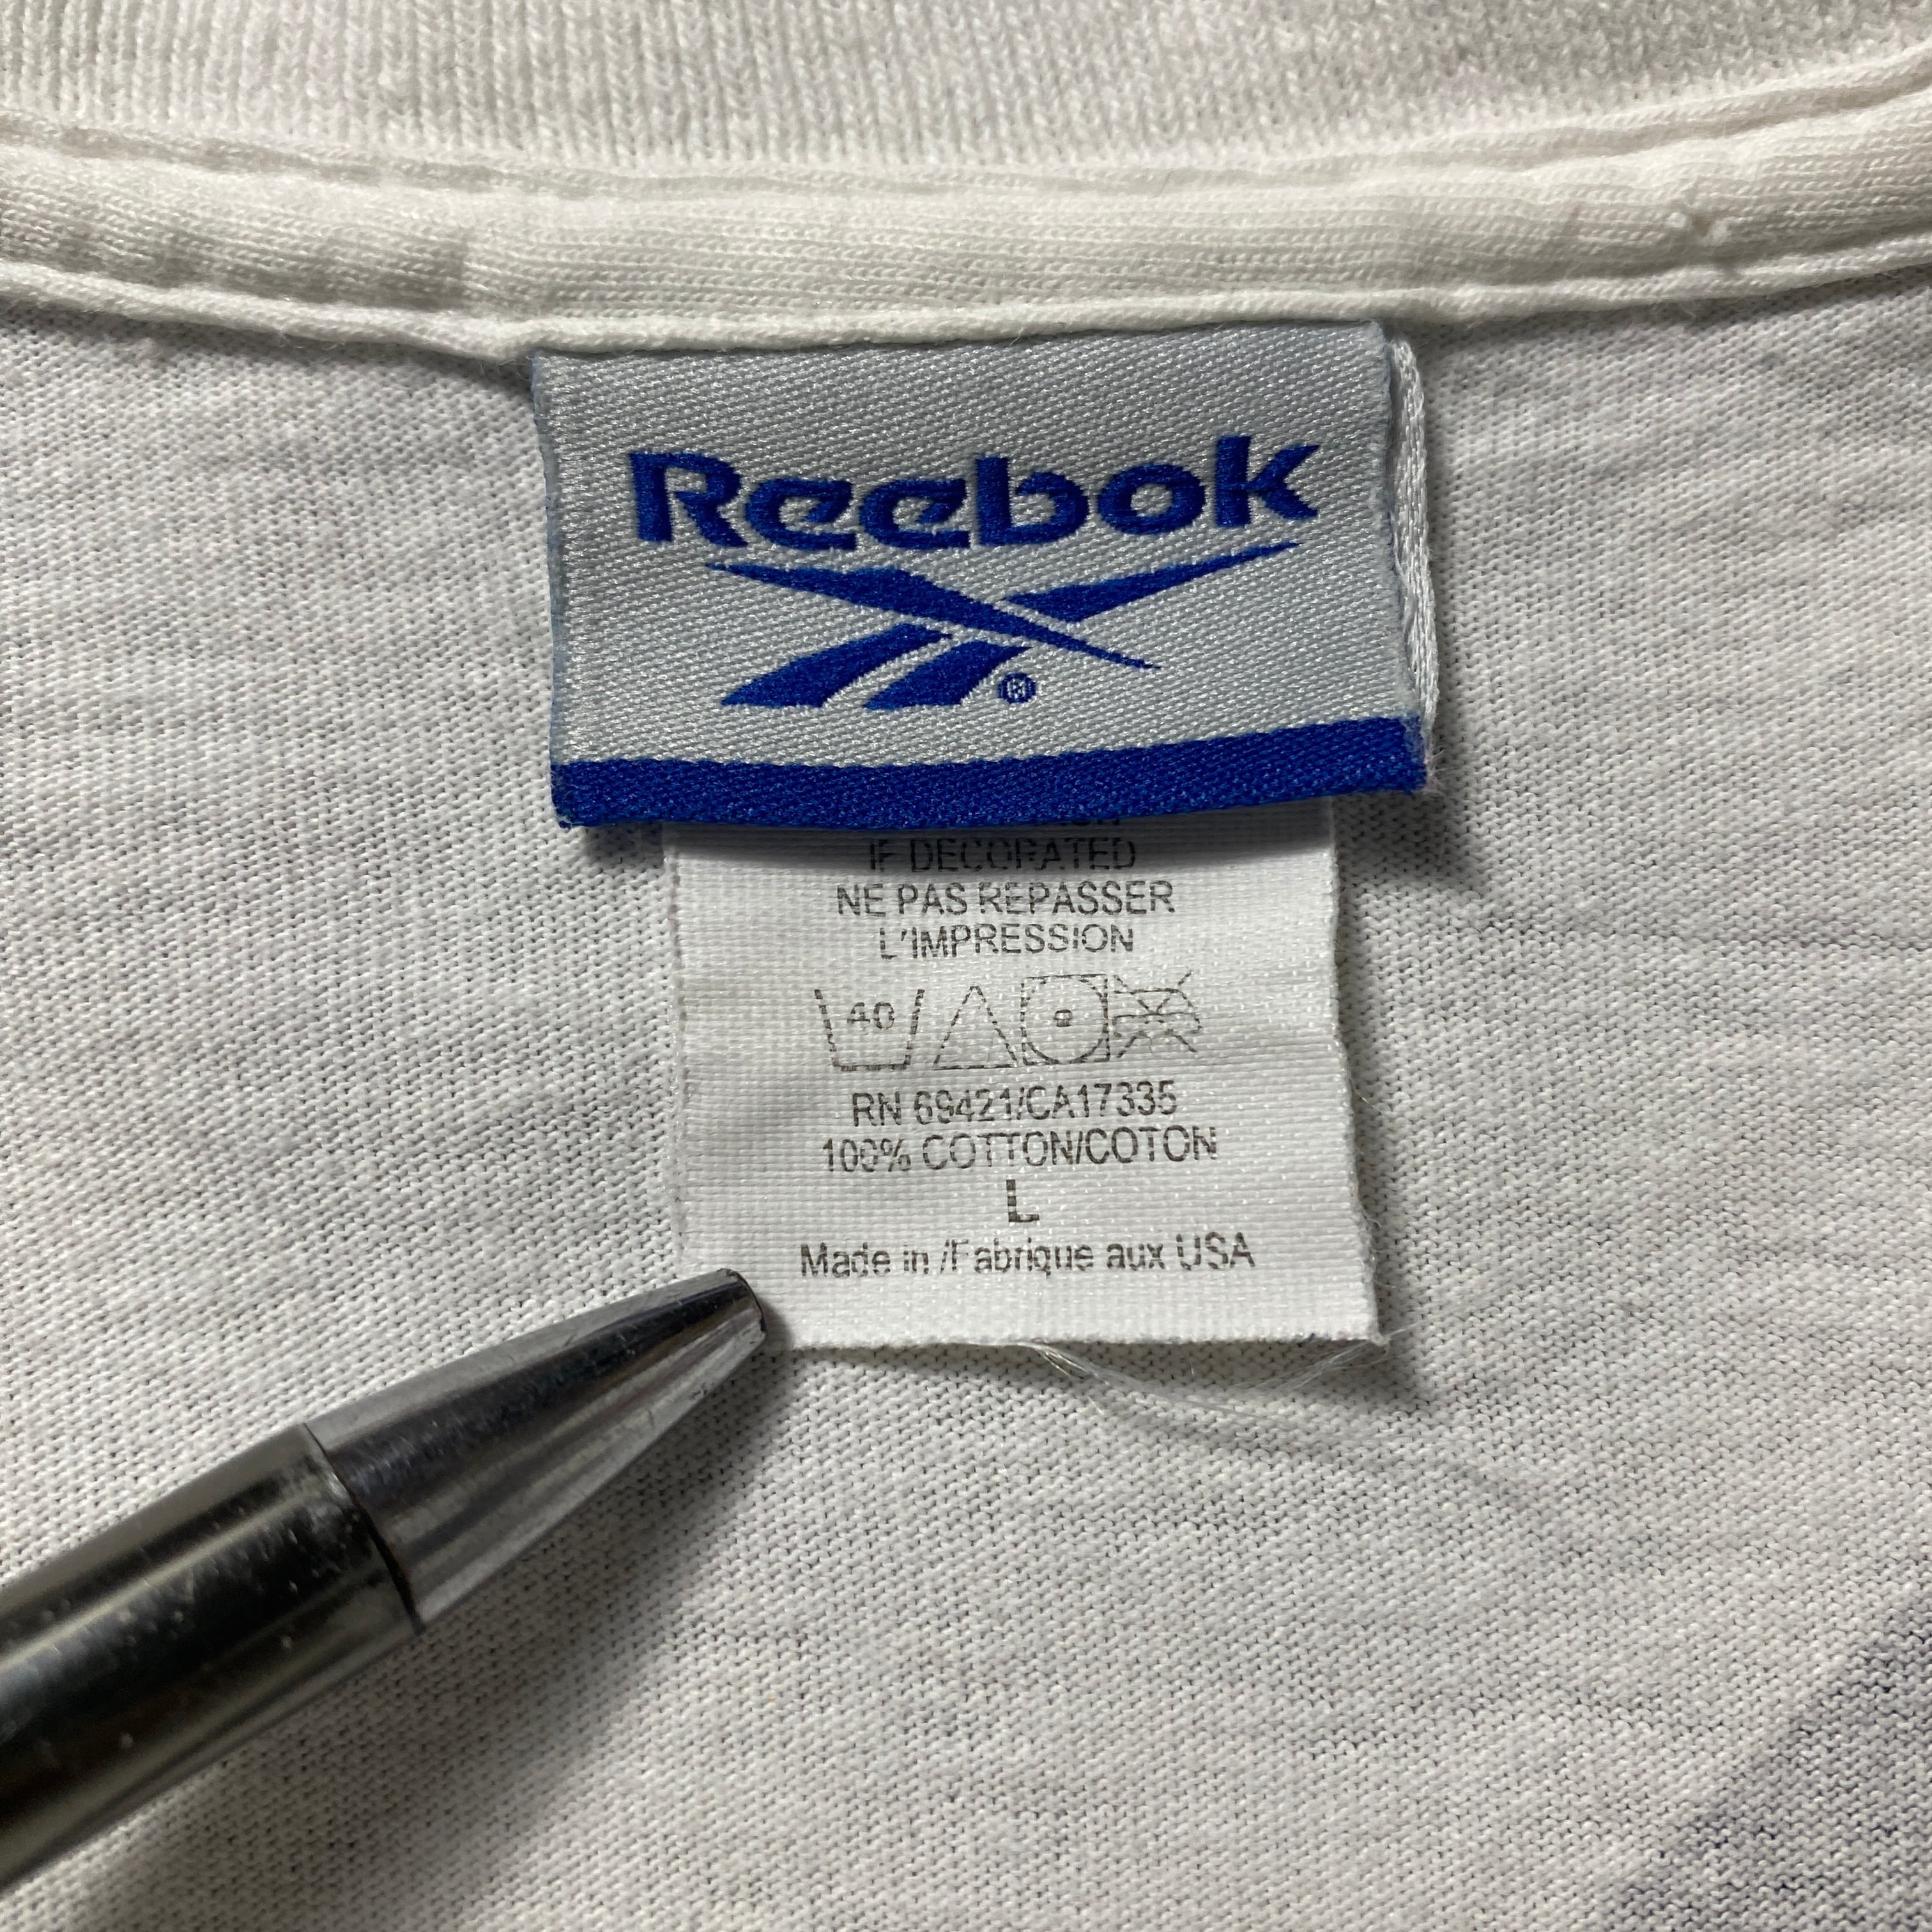 Reebok
®
IF DECORATED
NE PAS REPASSER
L'IMPRESSION
40
RN 69421/CA17335
100% COTTON/COTON
L
Made in /Fabrique aux USA